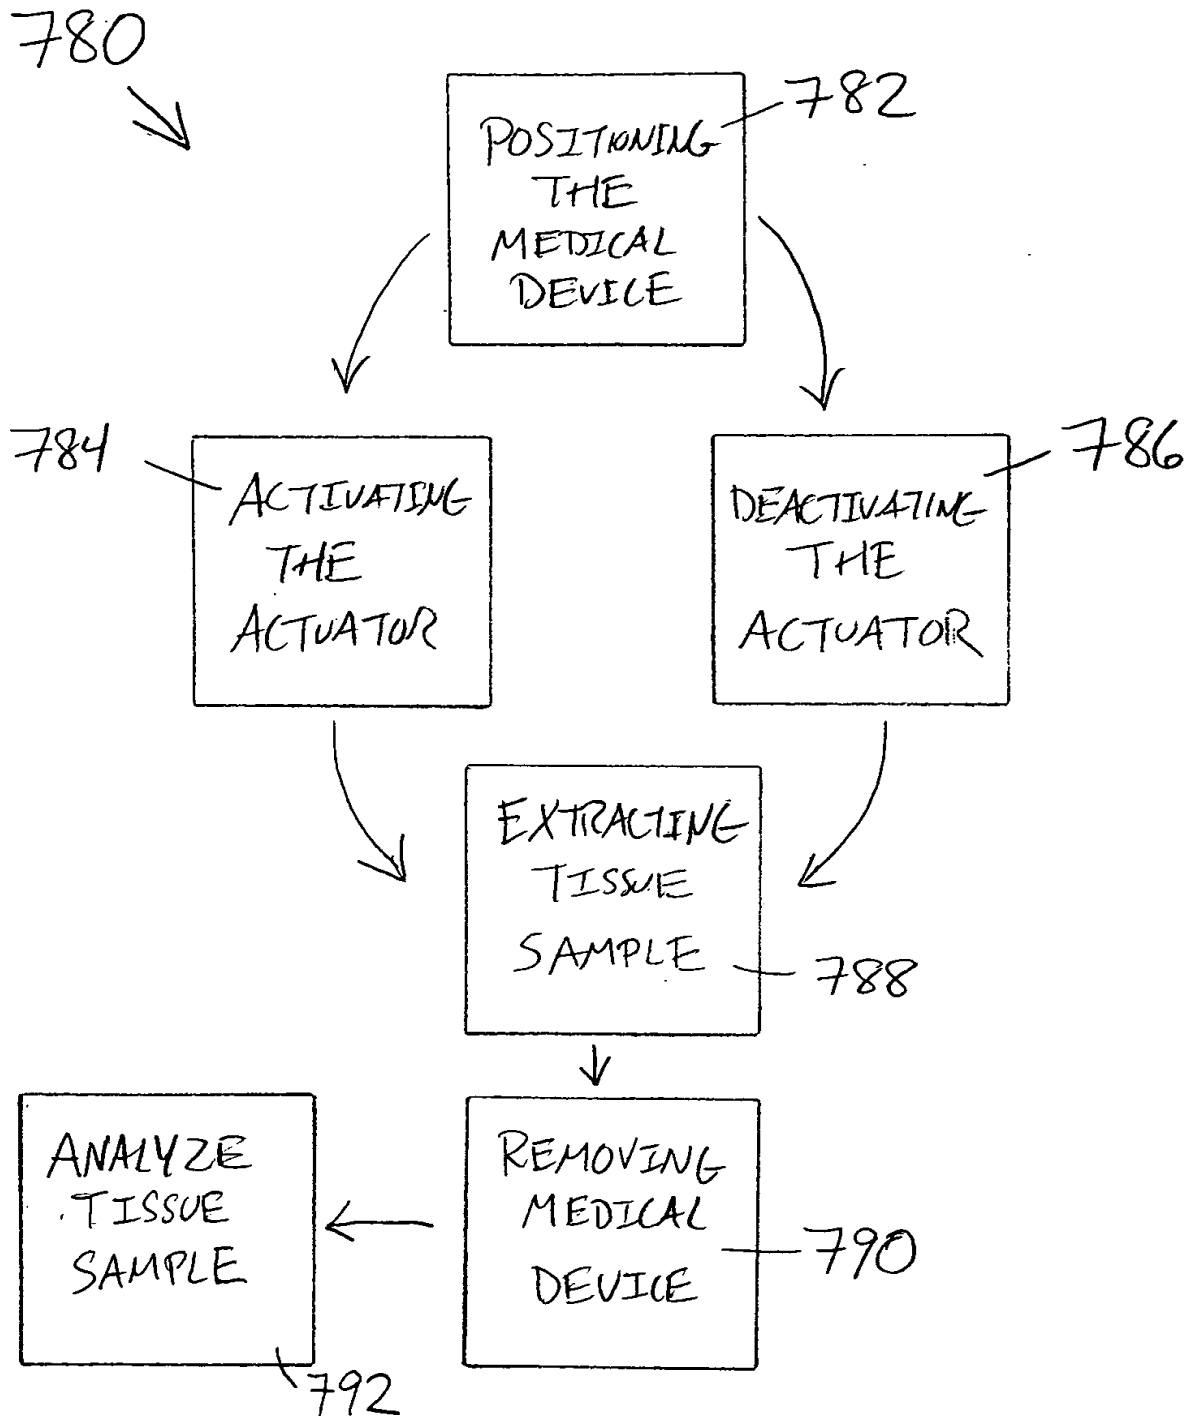 780
782
POSITIONING
THE
MEDICAL
DEVICE
784
ACTIVATING
THE
ACTUATOR
786
DEACTIVATING
THE
ACTUATOR
EXTRACTING
TISSUE
SAMPLE
788
REMOVING
MEDICAL
DEVICE
790
ANALYZE
TISSUE
SAMPLE
792